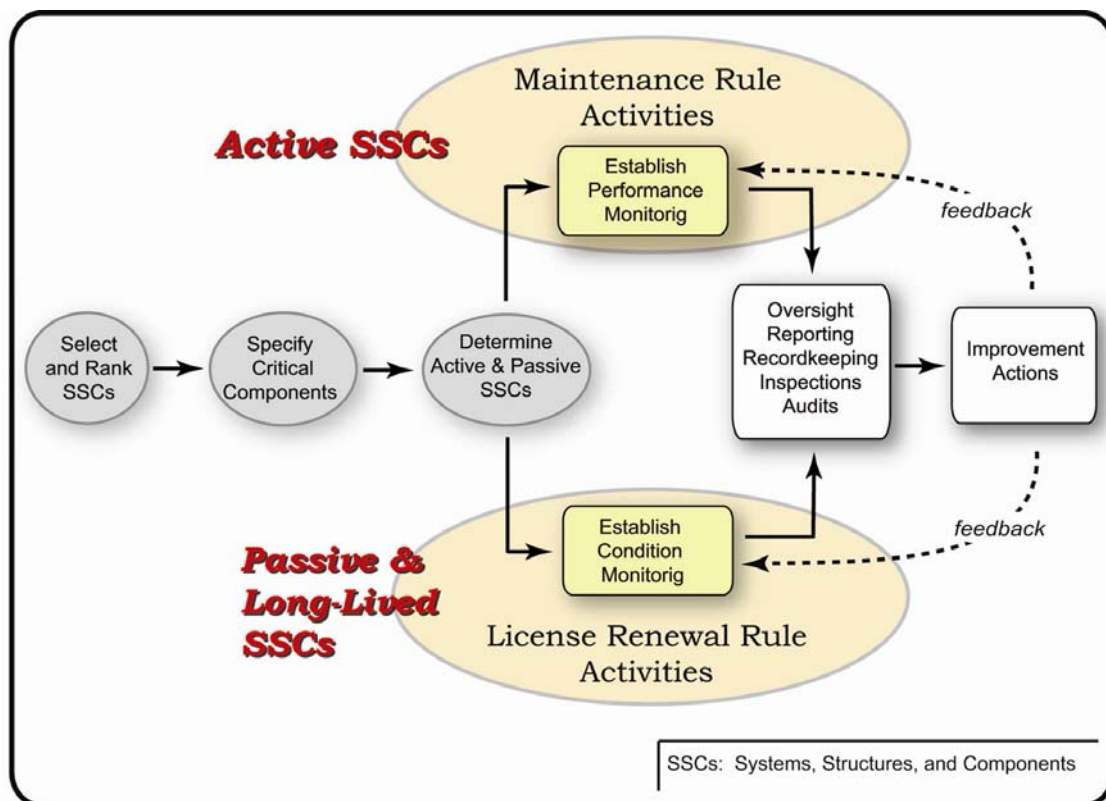 Maintenance Rule
Activities
Active SSCs
Establish
Performance
Monitorig
feedback
Select
and Rank
SSCs
Specify
Critical
Components
Determine
Active & Passive
SSCs
Oversight
Reporting
Recordkeeping
Inspections
Audits
Improvement
Actions
Establish
Condition
Monitorig
feedback
Passive &
Long-Lived
SSCs
License Renewal Rule
Activities
SSCs: Systems, Structures, and Components